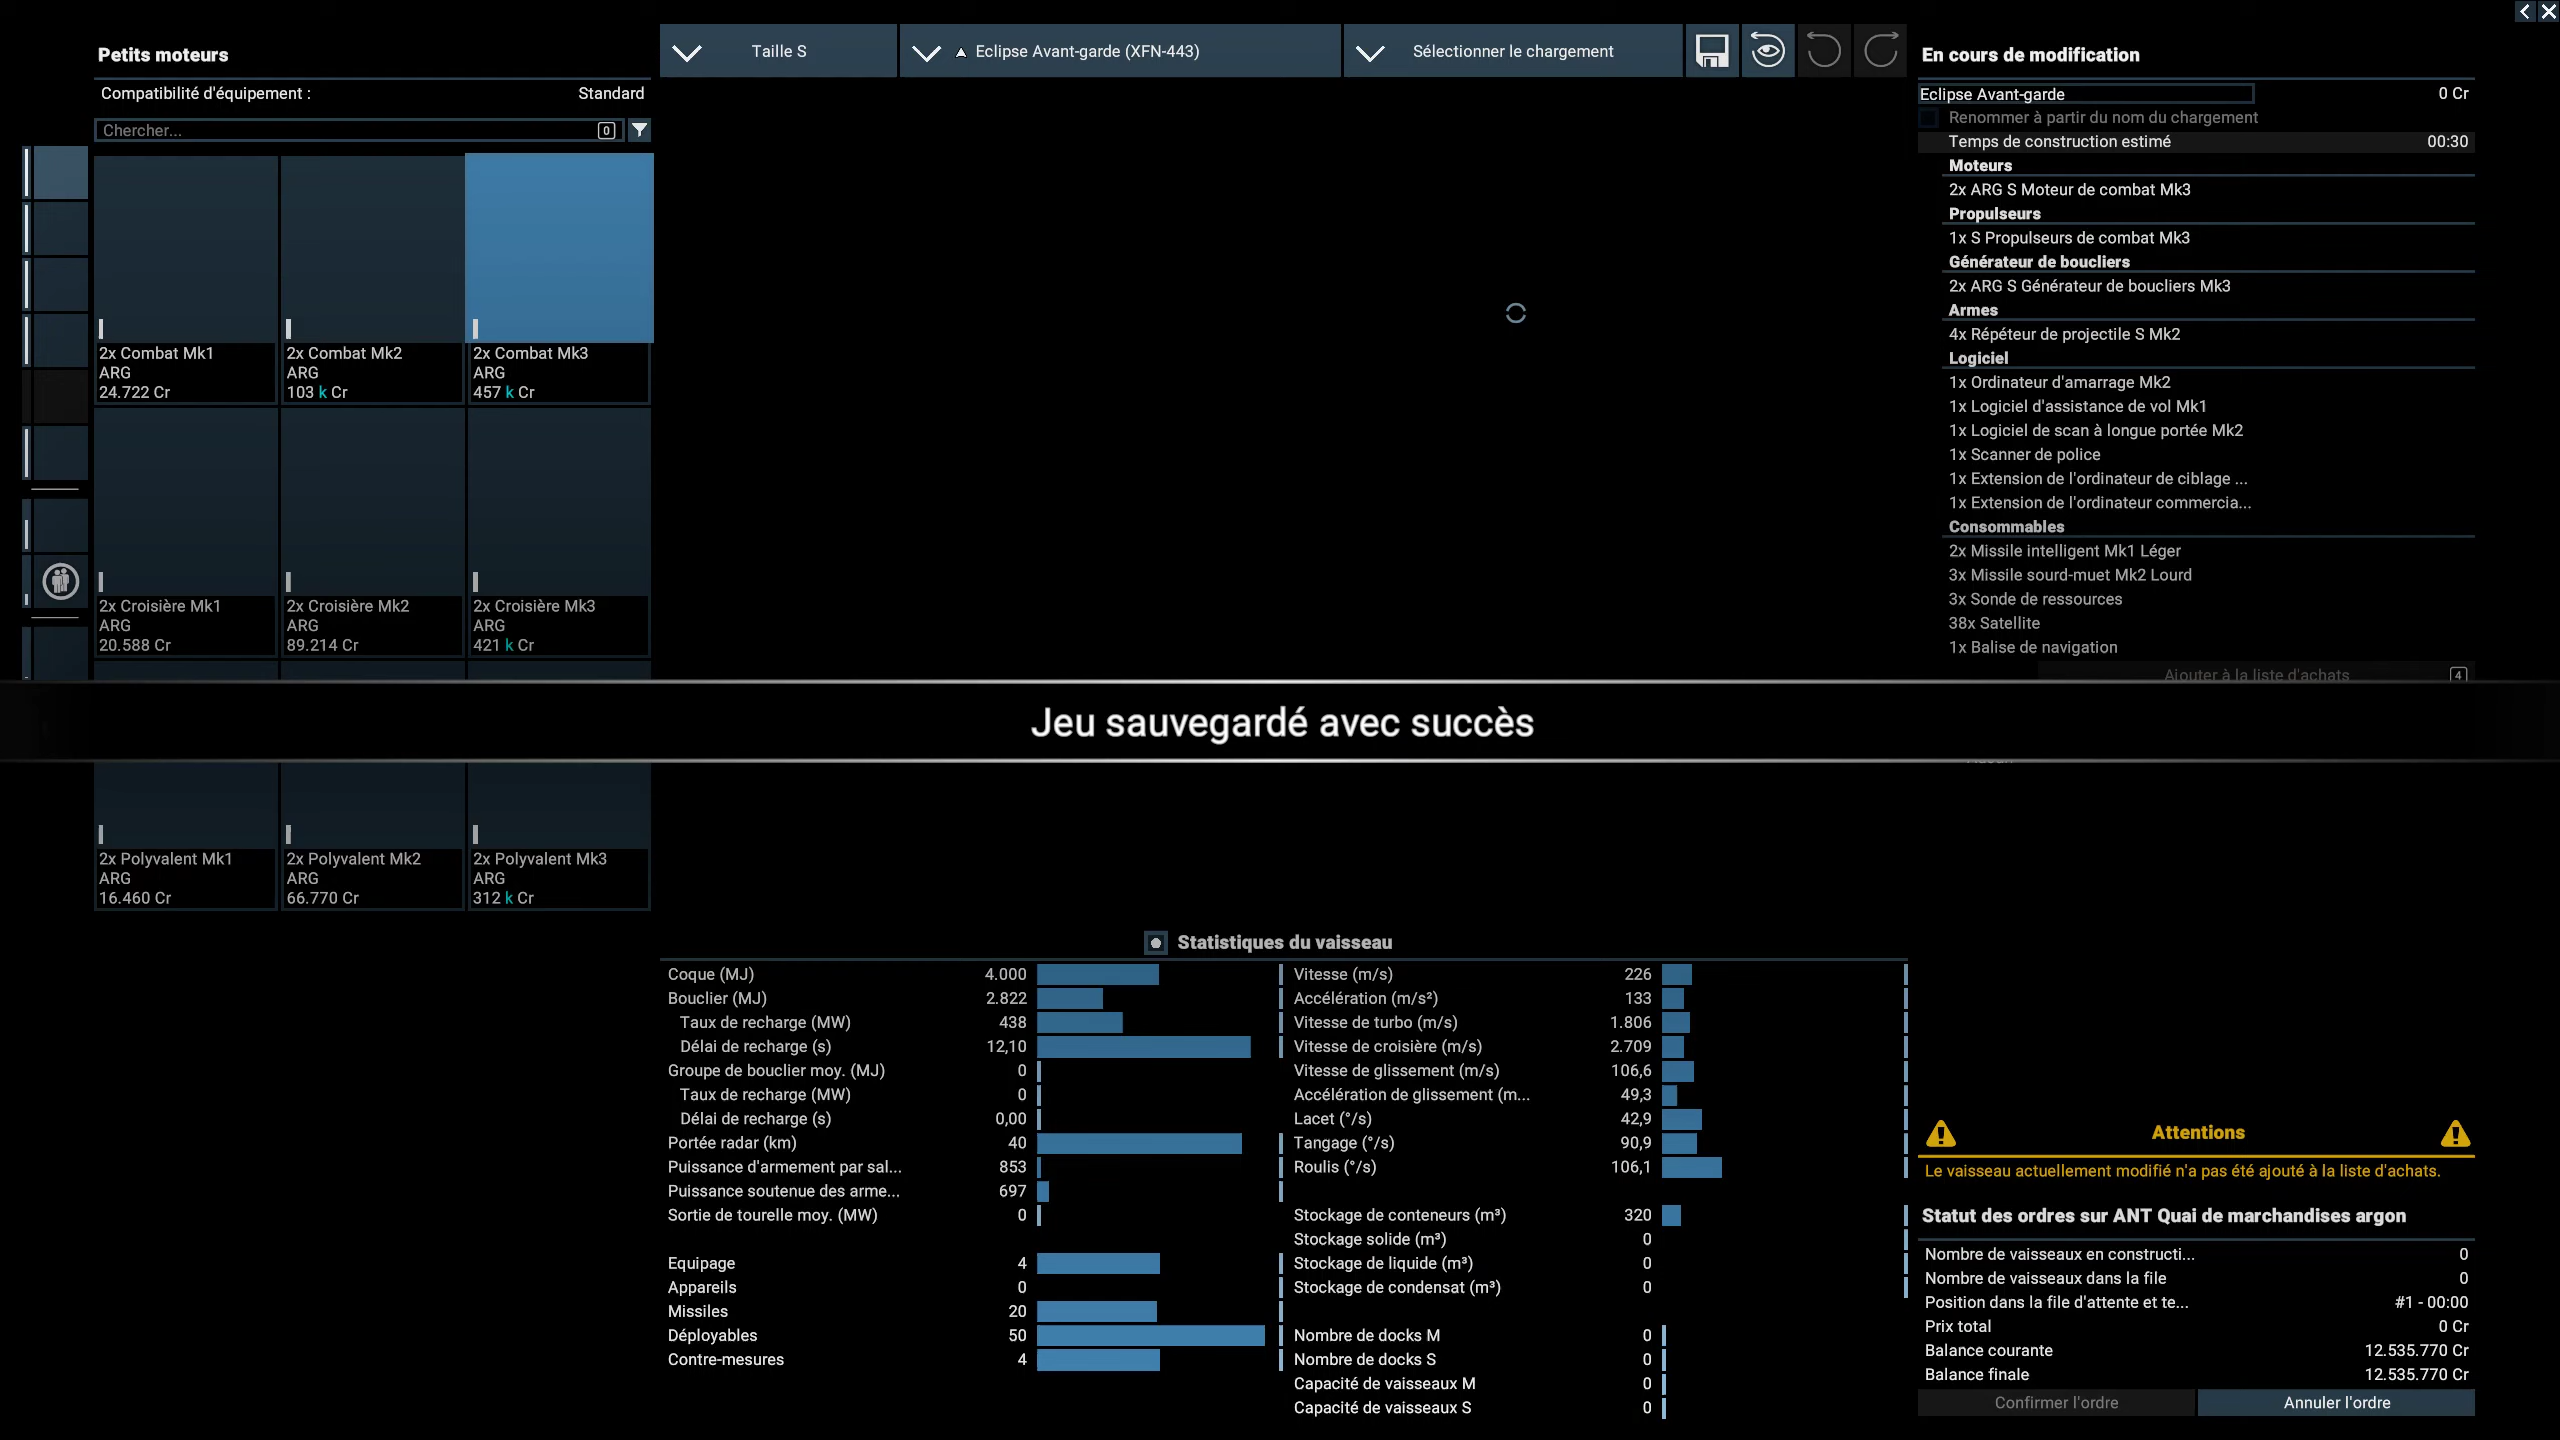 Petits moteurs
Compatibilité d'équipement :
Standard
Chercher...
0
2x Combat Mk1
ARG
24.722 Cr
2x Combat Mk2
ARG
103 k Cr
2x Combat Mk3
ARG
457 k Cr
2x Croisière Mk1
ARG
20.588 Cr
2x Croisière Mk2
ARG
89.214 Cr
2x Croisière Mk3
ARG
421 k Cr
2x Polyvalent Mk1
ARG
16.460 Cr
2x Polyvalent Mk2
ARG
66.770 Cr
2x Polyvalent Mk3
ARG
312 k Cr
Taille S
Eclipse Avant-garde (XFN-443)
Sélectionner le chargement
Jeu sauvegardé avec succès
Statistiques du vaisseau
Coque (MJ) 4.000
Bouclier (MJ) 2.822
Taux de recharge (MW) 438
Délai de recharge (s) 12,10
Groupe de bouclier moy. (MJ) 0
Taux de recharge (MW) 0
Délai de recharge (s) 0,00
Portée radar (km) 40
Puissance d'armement par sal... 853
Puissance soutenue des arme... 697
Sortie de tourelle moy. (MW) 0
Equipage 4
Appareils 0
Missiles 20
Déployables 50
Contre-mesures 4
Vitesse (m/s) 226
Accélération (m/s²) 133
Vitesse de turbo (m/s) 1.806
Vitesse de croisière (m/s) 2.709
Vitesse de glissement (m/s) 106,6
Accélération de glissement (m... 49,3
Lacet (°/s) 42,9
Tangage (°/s) 90,9
Roulis (°/s) 106,1
Stockage de conteneurs (m³) 320
Stockage solide (m³) 0
Stockage de liquide (m³) 0
Stockage de condensat (m³) 0
Nombre de docks M 0
Nombre de docks S 0
Capacité de vaisseaux M 0
Capacité de vaisseaux S 0
En cours de modification
Eclipse Avant-garde 0 Cr
Renommer à partir du nom du chargement
Temps de construction estimé 00:30
Moteurs
2x ARG S Moteur de combat Mk3
Propulseurs
1x S Propulseurs de combat Mk3
Générateur de boucliers
2x ARG S Générateur de boucliers Mk3
Armes
4x Répéteur de projectile S Mk2
Logiciel
1x Ordinateur d'amarrage Mk2
1x Logiciel d'assistance de vol Mk1
1x Logiciel de scan à longue portée Mk2
1x Scanner de police
1x Extension de l'ordinateur de ciblage ...
1x Extension de l'ordinateur commercia...
Consommables
2x Missile intelligent Mk1 Léger
3x Missile sourd-muet Mk2 Lourd
3x Sonde de ressources
38x Satellite
1x Balise de navigation
Ajouter à la liste d'achats 4
Attentions
Le vaisseau actuellement modifié n'a pas été ajouté à la liste d'achats.
Statut des ordres sur ANT Quai de marchandises argon
Nombre de vaisseaux en constructi... 0
Nombre de vaisseaux dans la file 0
Position dans la file d'attente et te... #1 - 00:00
Prix total 0 Cr
Balance courante 12.535.770 Cr
Balance finale 12.535.770 Cr
Confirmer l'ordre
Annuler l'ordre